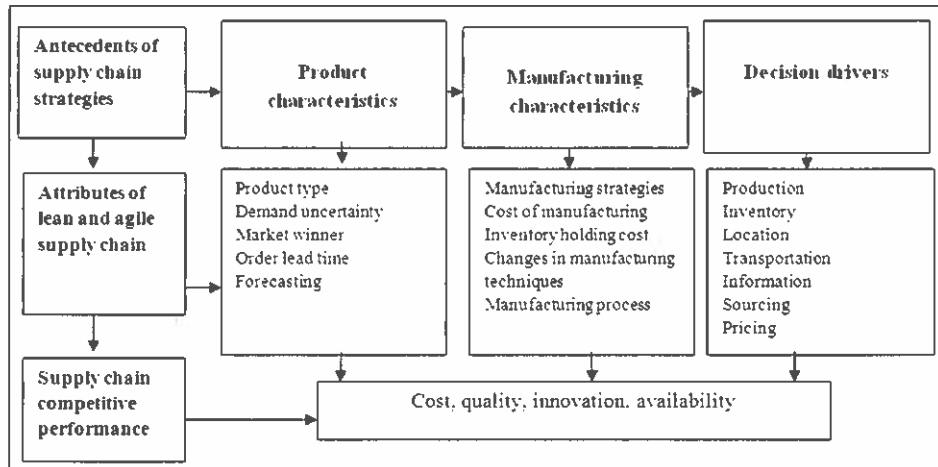 Antecedents of
supply chain
strategies
Product
characteristics
Manufacturing
characteristics
Decision drivers
Attributes of
lean and agile
supply chain
Product type
Demand uncertainty
Market winner
Order lead time
Forecasting
Manufacturing strategies
Cost of manufacturing
Inventory holding cost
Changes in manufacturing
techniques
Manufacturing process
Production
Inventory
Location
Transportation
Information
Sourcing
Pricing
Supply chain
competitive
performance
Cost, quality, innovation. availability